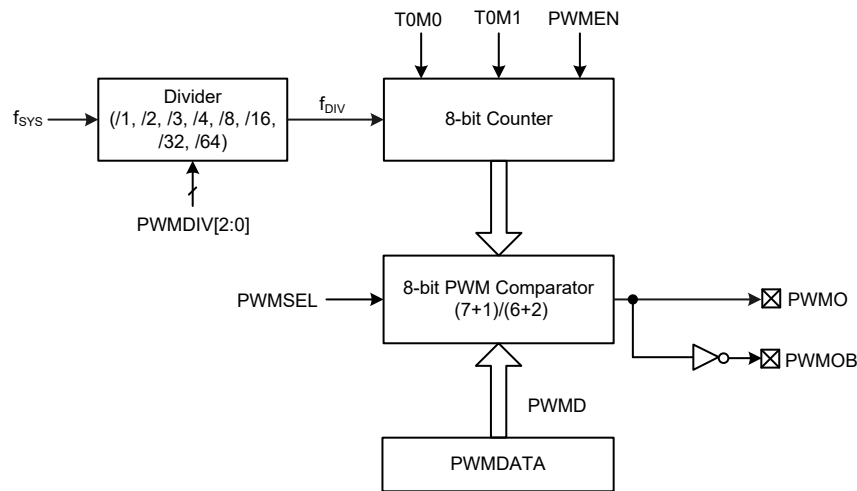 T0M0 T0M1 PWMEN
Divider
(/1, /2, /3, /4, /8, /16,
/32, /64)
fSYS
fDIV
8-bit Counter
PWMDIV[2:0]
8-bit PWM Comparator
(7+1)/(6+2)
PWMSEL
PWMO
PWMOB
PWMD
PWMDATA